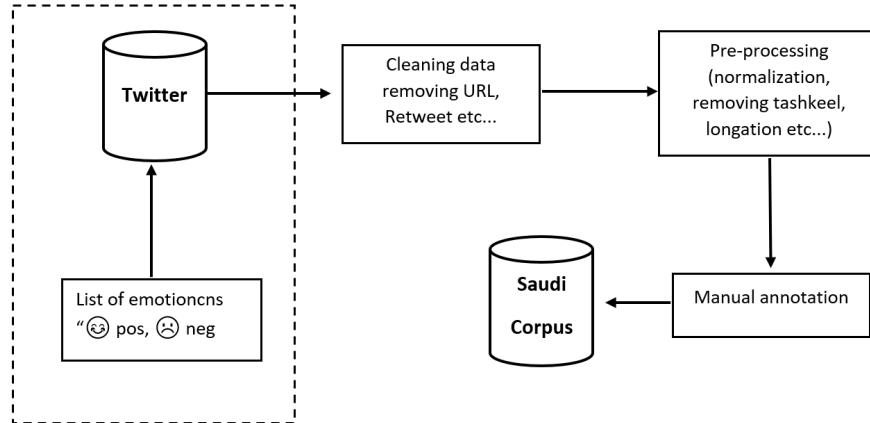 Twitter
List of emotioncns
“😊 pos, ☹ neg
Cleaning data
removing URL,
Retweet etc...
Pre-processing
(normalization,
removing tashkeel,
longation etc...)
Manual annotation
Saudi
Corpus